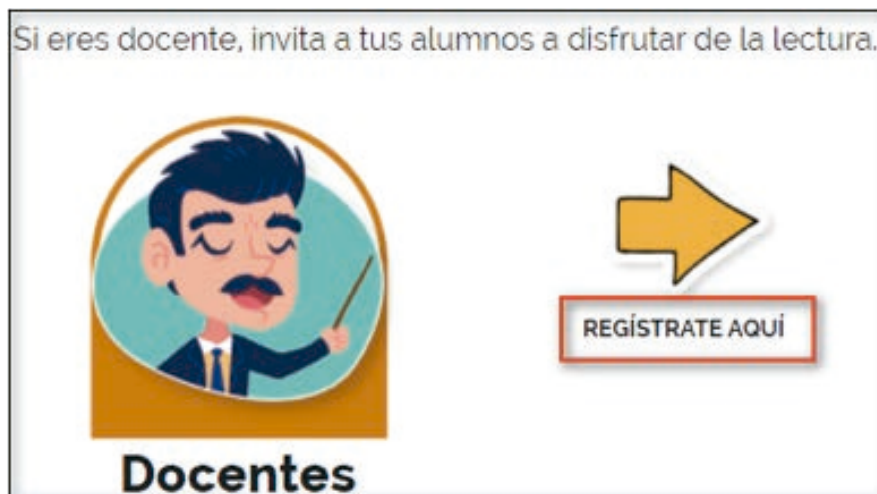 Si eres docente, invita a tus alumnos a disfrutar de la lectura.
REGÍSTRATE AQUÍ
Docentes